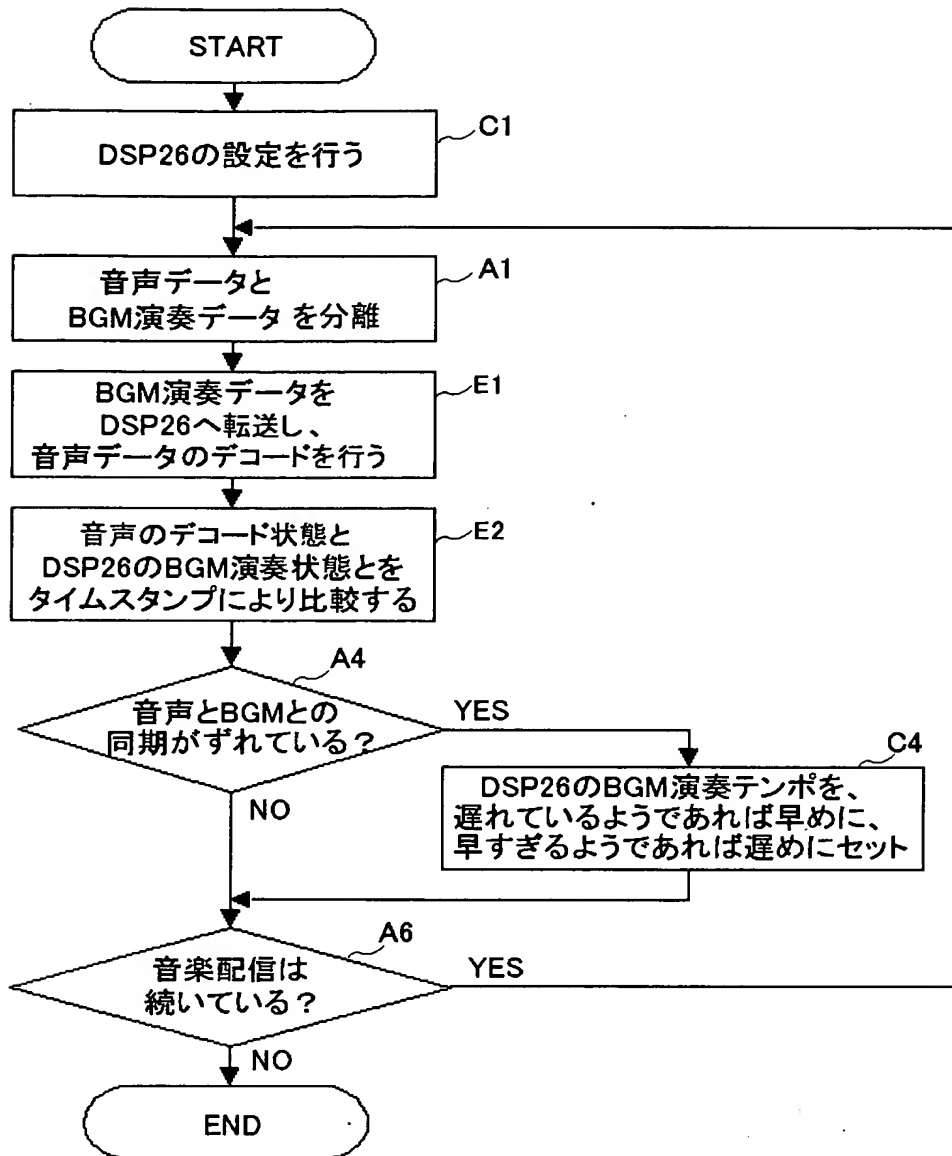 START
C1
DSP26の設定を行う
A1
音声データと
BGM演奏データ を分離
E1
BGM演奏データを
DSP26へ転送し、
音声データのデコードを行う
E2
音声のデコード状態と
DSP26のBGM演奏状態とを
タイムスタンプにより比較する
A4
音声とBGMとの
同期がずれている？
YES
NO
C4
DSP26のBGM演奏テンポを、
遅れているようであれば早めに、
早すぎるようであれば遅めにセット
A6
音楽配信は
続いている？
YES
NO
END